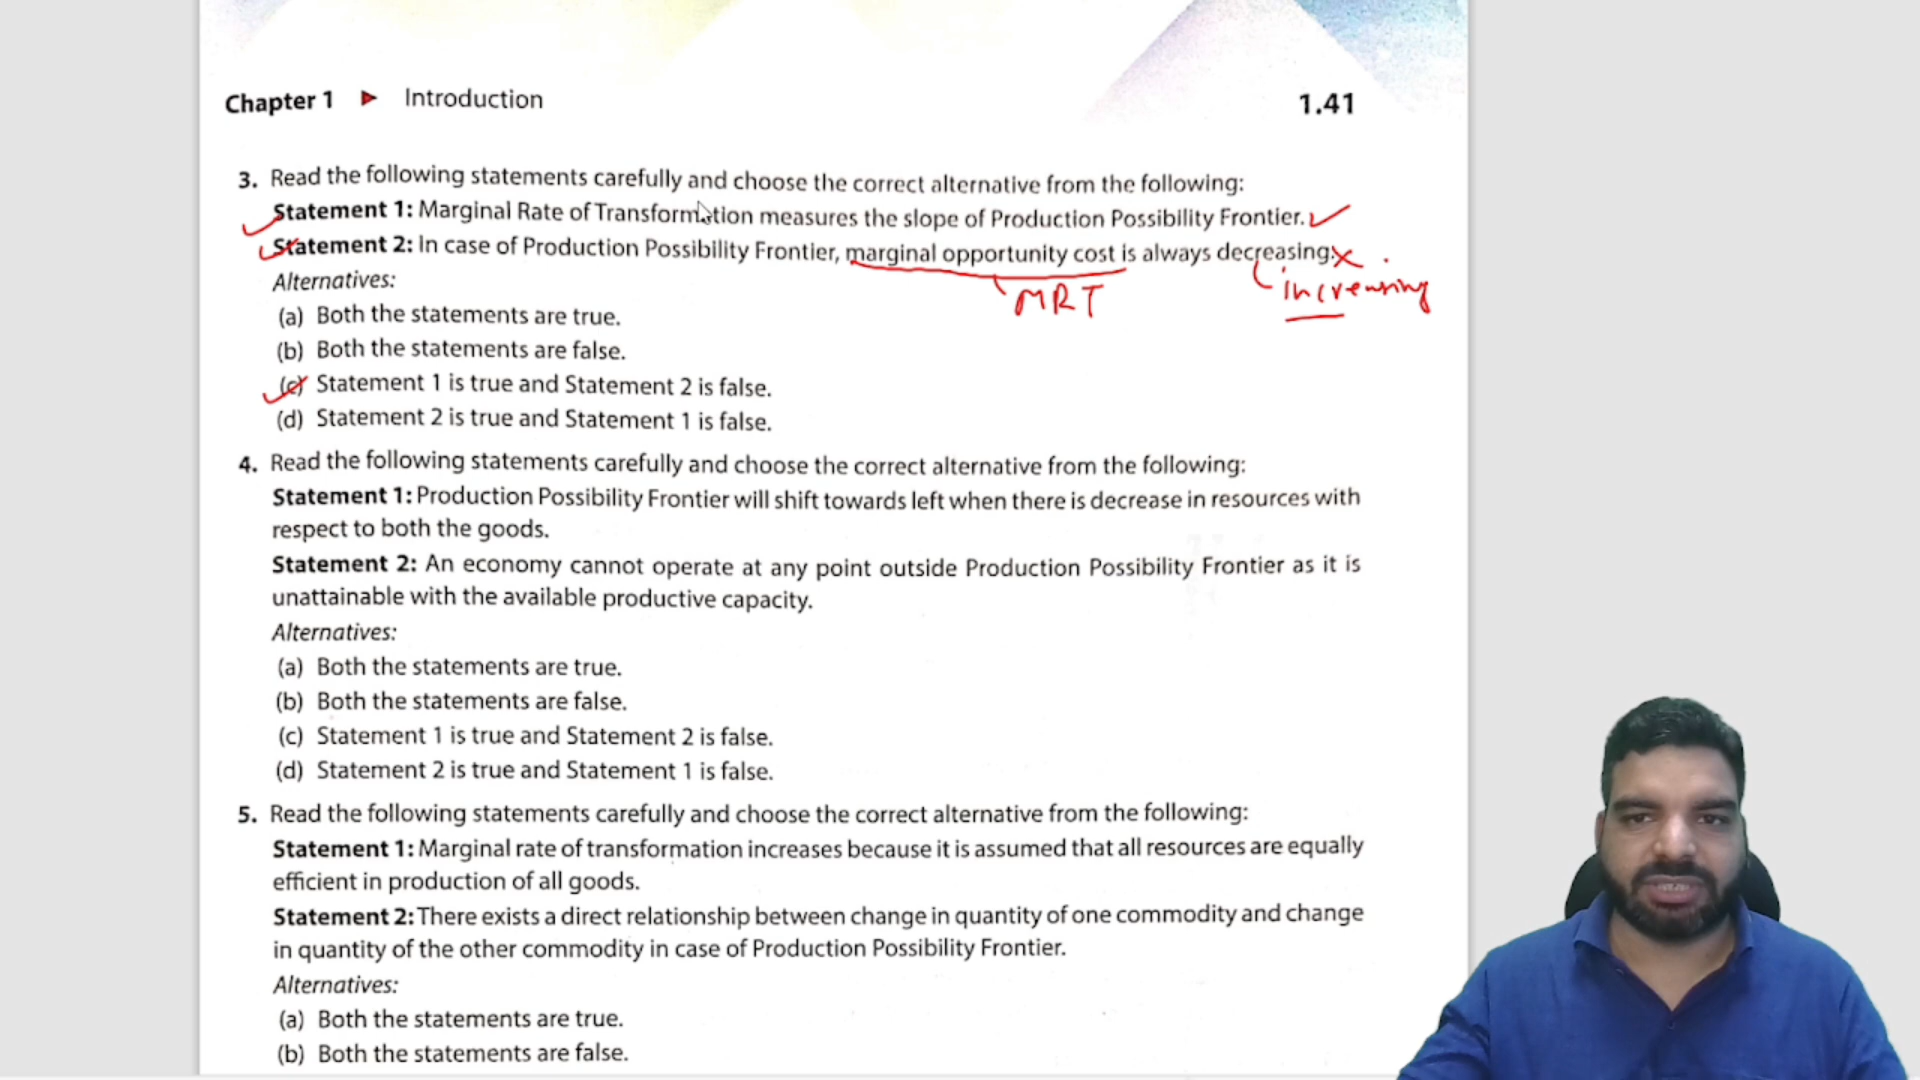 Chapter 1 ► Introduction 1.41
3. Read the following statements carefully and choose the correct alternative from the following:
Statement 1: Marginal Rate of Transformation measures the slope of Production Possibility Frontier.
Statement 2: In case of Production Possibility Frontier, marginal opportunity cost is always decreasing.
increasing
MRT
Alternatives:
(a) Both the statements are true.
(b) Both the statements are false.
(c) Statement 1 is true and Statement 2 is false.
(d) Statement 2 is true and Statement 1 is false.
4. Read the following statements carefully and choose the correct alternative from the following:
Statement 1: Production Possibility Frontier will shift towards left when there is decrease in resources with
respect to both the goods.
Statement 2: An economy cannot operate at any point outside Production Possibility Frontier as it is
unattainable with the available productive capacity.
Alternatives:
(a) Both the statements are true.
(b) Both the statements are false.
(c) Statement 1 is true and Statement 2 is false.
(d) Statement 2 is true and Statement 1 is false.
5. Read the following statements carefully and choose the correct alternative from the following:
Statement 1: Marginal rate of transformation increases because it is assumed that all resources are equally
efficient in production of all goods.
Statement 2: There exists a direct relationship between change in quantity of one commodity and change
in quantity of the other commodity in case of Production Possibility Frontier.
Alternatives:
(a) Both the statements are true.
(b) Both the statements are false.